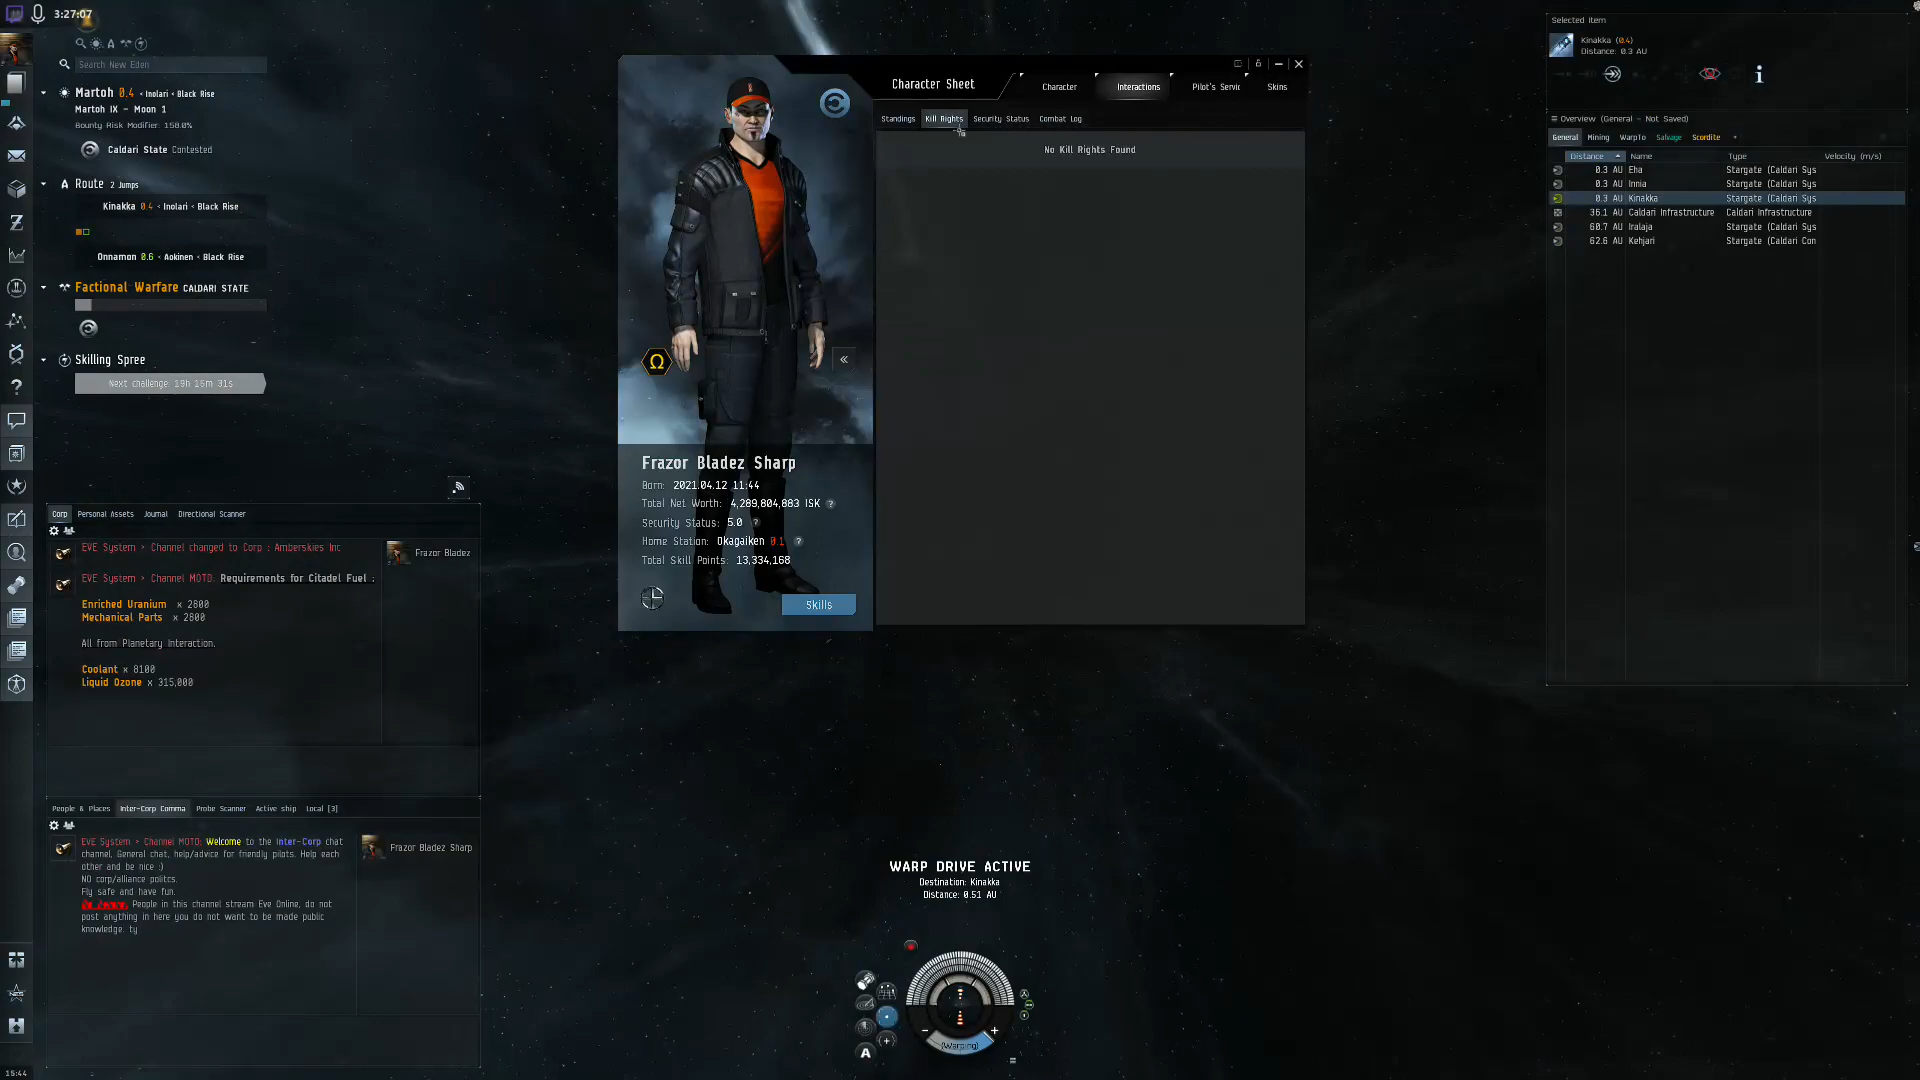 3:27:07
Search New Eden
Martoh 0.4 < Inolari < Black Rise
Martoh IX - Moon 1
Bounty Risk Modifier: 158.0%
Caldari State Contested
Route 2 Jumps
Kinakka 0.4 < Inolari < Black Rise
Onnamon 0.6 < Aokinen < Black Rise
Factional Warfare CALDARI STATE
Skilling Spree
Next challenge: 19h 15m 31s
Corp Personal Assets Journal Directional Scanner
EVE System > Channel changed to Corp : Amberskies Inc
EVE System > Channel MOTD: Requirements for Citadel Fuel :
Enriched Uranium x 2800
Mechanical Parts x 2800
All from Planetary Interaction.
Coolant x 8100
Liquid Ozone x 315,000
Frazor Bladez
People & Places Inter-Corp Comma Probe Scanner Active ship Local [3]
EVE System > Channel MOTD: Welcome to the Inter-Corp chat
channel, General chat, help/advice for friendly pilots. Help each
other and be nice :)
NO corp/alliance politcs.
Fly safe and have fun.
People in this channel stream Eve Online, do not
post anything in here you do not want to be made public
knowledge. ty
Frazor Bladez Sharp
15:44
Character Sheet
Character Interactions Pilot's Servic Skins
Standings Kill Rights Security Status Combat Log
No Kill Rights Found
Ω
Frazor Bladez Sharp
Born: 2021.04.12 11:44
Total Net Worth: 4,289,804,883 ISK
Security Status: 5.0
Home Station: Okagaiken 0.1
Total Skill Points: 13,334,168
Skills
WARP DRIVE ACTIVE
Destination: Kinakka
Distance: 0.51 AU
(Warping)
A
Selected Item
Kinakka (0.4)
Distance: 0.3 AU
Overview (General - Not Saved)
General Mining WarpTo Salvage Scordite +
Distance Name Type Velocity (m/s)
0.3 AU Eha Stargate (Caldari Sys
0.3 AU Innia Stargate (Caldari Sys
0.3 AU Kinakka Stargate (Caldari Sys
36.1 AU Caldari Infrastructure Caldari Infrastructure
60.7 AU Iralaja Stargate (Caldari Sys
62.6 AU Kehjari Stargate (Caldari Con